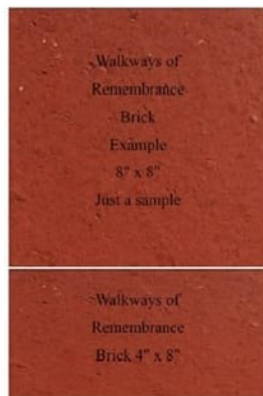 Walkways of
Remembrance
Brick
Example
8" x 8"
Just a sample
Walkways of
Remembrance
Brick 4" x 8"